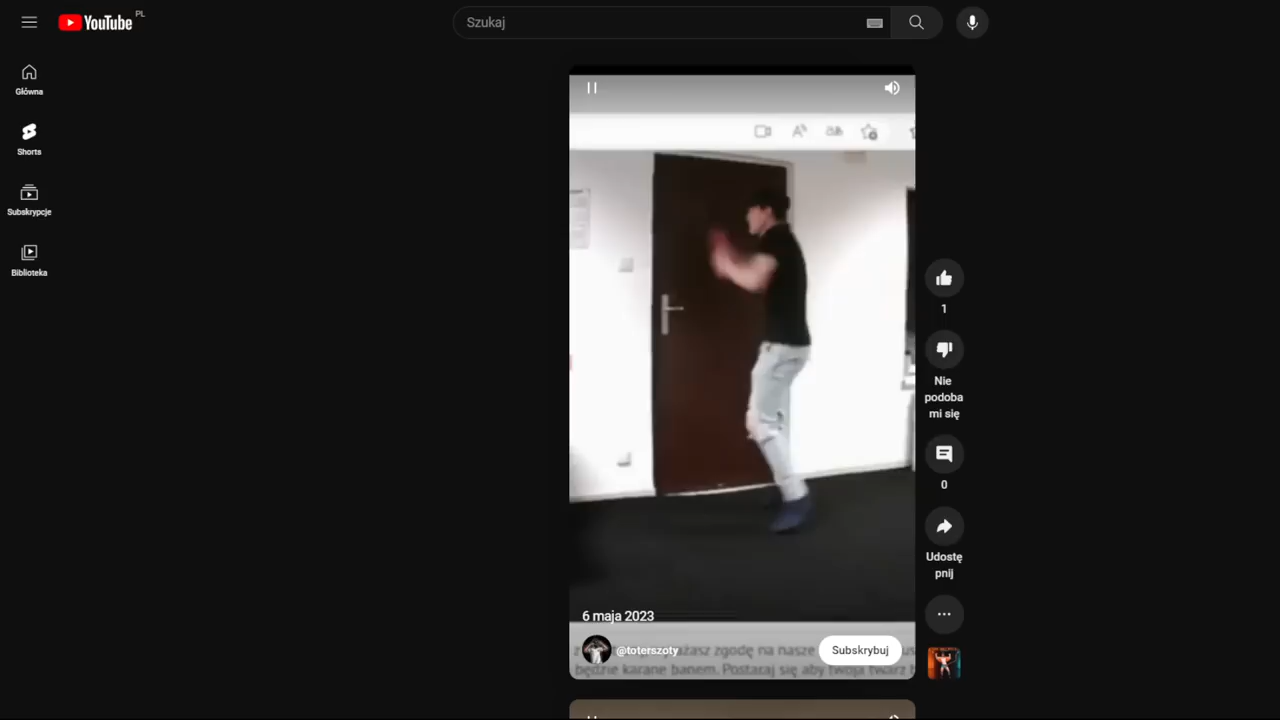 YouTube PL
Szukaj
Główna
Shorts
Subskrypcje
Biblioteka
1
Nie
podoba
mi się
0
Udostę
pnij
6 maja 2023
@toterszoty
Subskrybuj
zgodę na nasze
będzie karane banem. Postaraj się aby twoja twarz